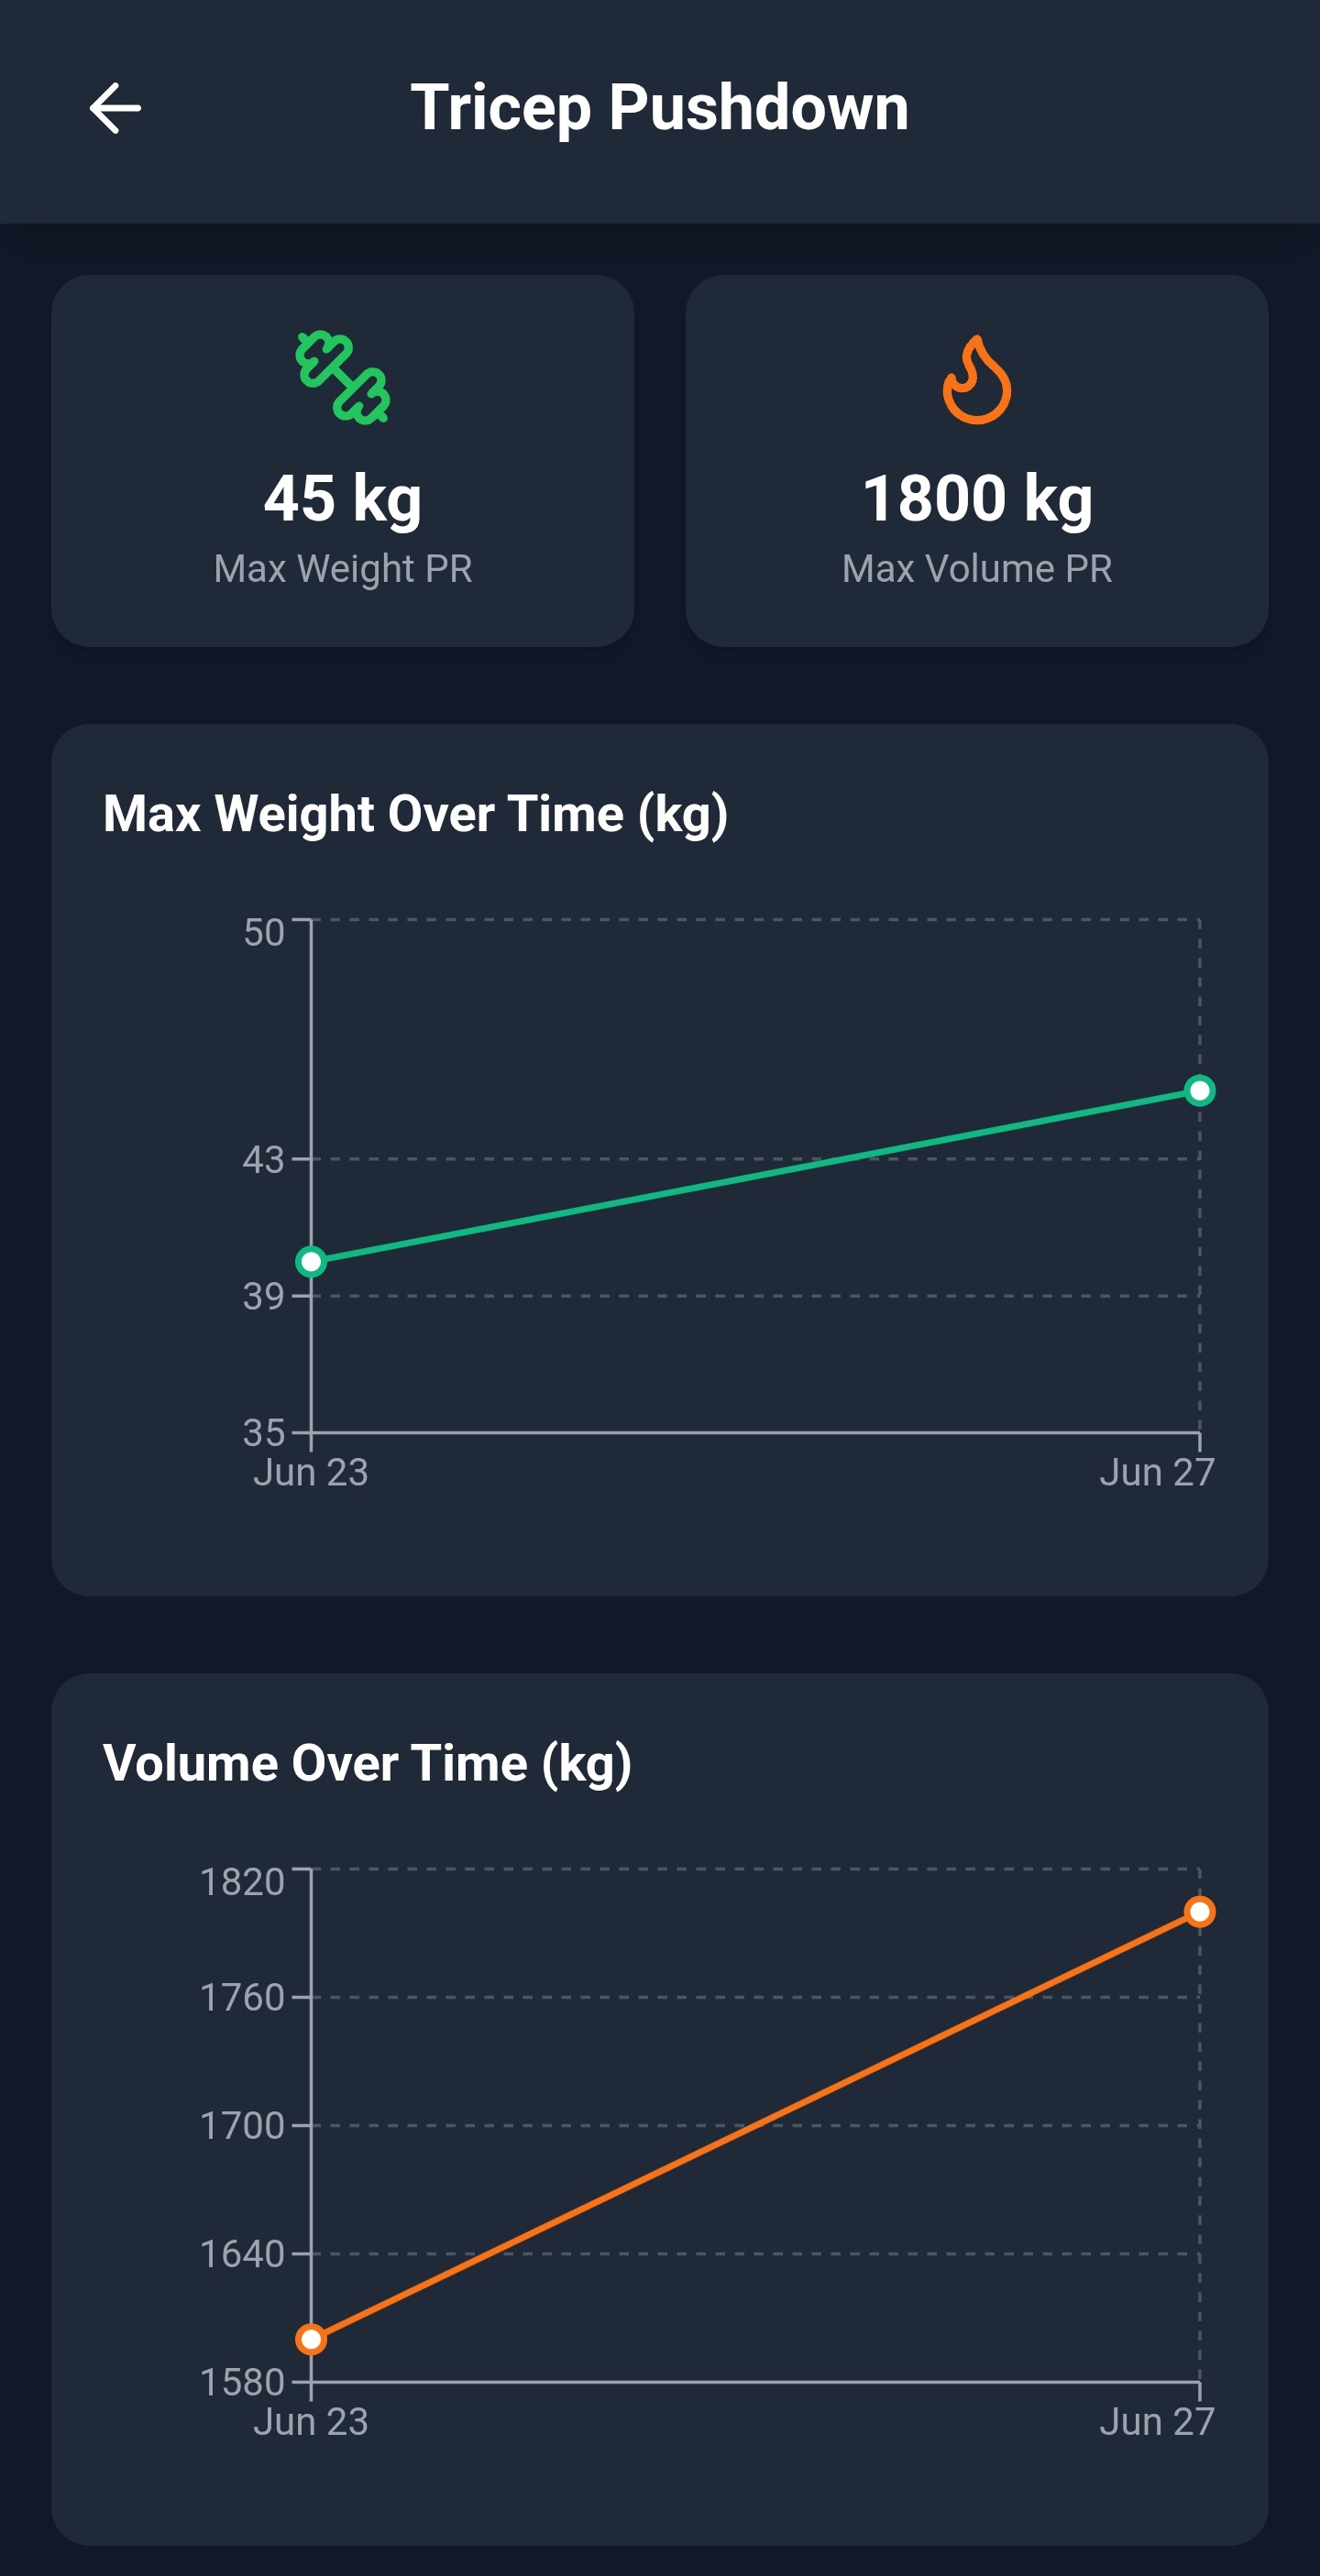 Tricep Pushdown
45 kg
Max Weight PR
1800 kg
Max Volume PR
Max Weight Over Time (kg)
50
43
39
35
Jun 23 Jun 27
Volume Over Time (kg)
1820
1760
1700
1640
1580
Jun 23 Jun 27